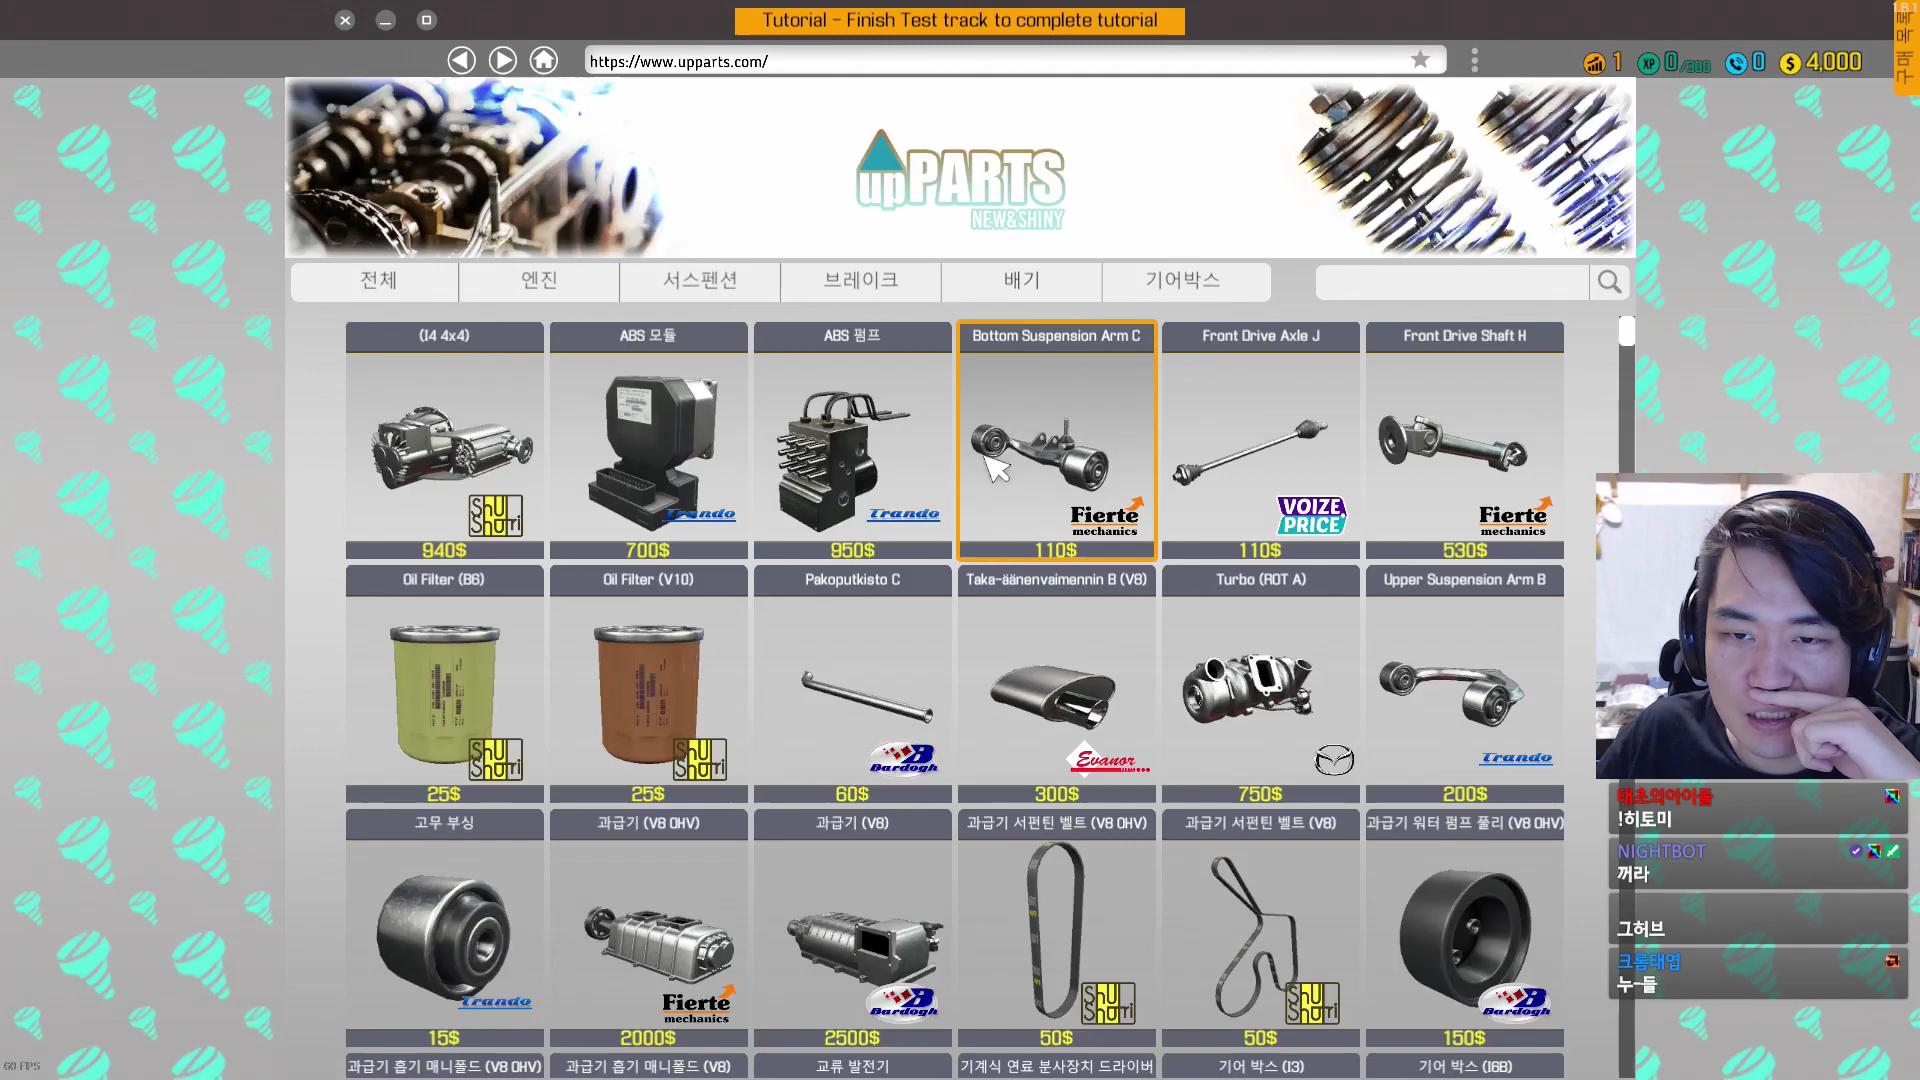 Tutorial - Finish Test track to complete tutorial
1.8.1
https://www.upparts.com/
1
XP 0/300
0
$ 4,000
upPARTS
NEW&SHINY
전체
엔진
서스펜션
브레이크
배기
기어박스
(I4 4x4)
ABS 모듈
ABS 펌프
Bottom Suspension Arm C
Front Drive Axle J
Front Drive Shaft H
Shu Shuri
Trando
Trando
Fierte mechanics
VOIZE PRICE
Fierte mechanics
940$
700$
950$
110$
110$
530$
Oil Filter (B6)
Oil Filter (V10)
Pakoputkisto C
Taka-äänenvaimennin B (V8)
Turbo (ROT A)
Upper Suspension Arm B
Bardogh
Evanor
Trando
25$
25$
60$
300$
750$
200$
고무 부싱
과급기 (V8 OHV)
과급기 (V8)
과급기 서펀틴 벨트 (V8 OHV)
과급기 서펀틴 벨트 (V8)
과급기 워터 펌프 풀리 (V8 OHV)
Trando
Fierte mechanics
Bardogh
Bardogh
15$
2000$
2500$
50$
50$
150$
과급기 흡기 매니폴드 (V8 OHV)
과급기 흡기 매니폴드 (V8)
교류 발전기
기계식 연료 분사장치 드라이버
기어 박스 (I3)
기어 박스 (I6B)
태초의아이돌
!히토미
NIGHTBOT
꺼라
그허브
크롬태엽
누-들
60 FPS